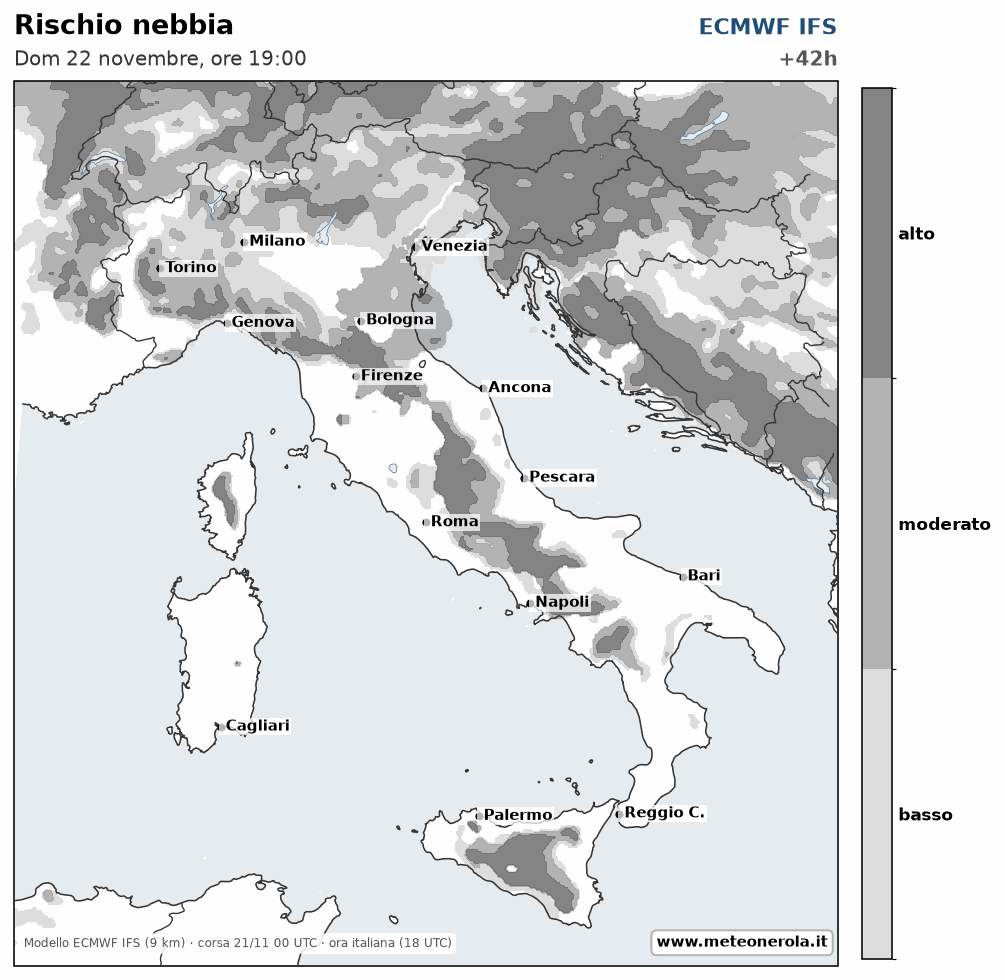 Rischio nebbia
ECMWF IFS
Dom 22 novembre, ore 19:00
+42h
Milano
Venezia
Torino
Genova
Bologna
Firenze
Ancona
Pescara
Roma
Bari
Napoli
Cagliari
Palermo
Reggio C.
alto
moderato
basso
Modello ECMWF IFS (9 km) · corsa 21/11 00 UTC · ora italiana (18 UTC)
www.meteonerola.it